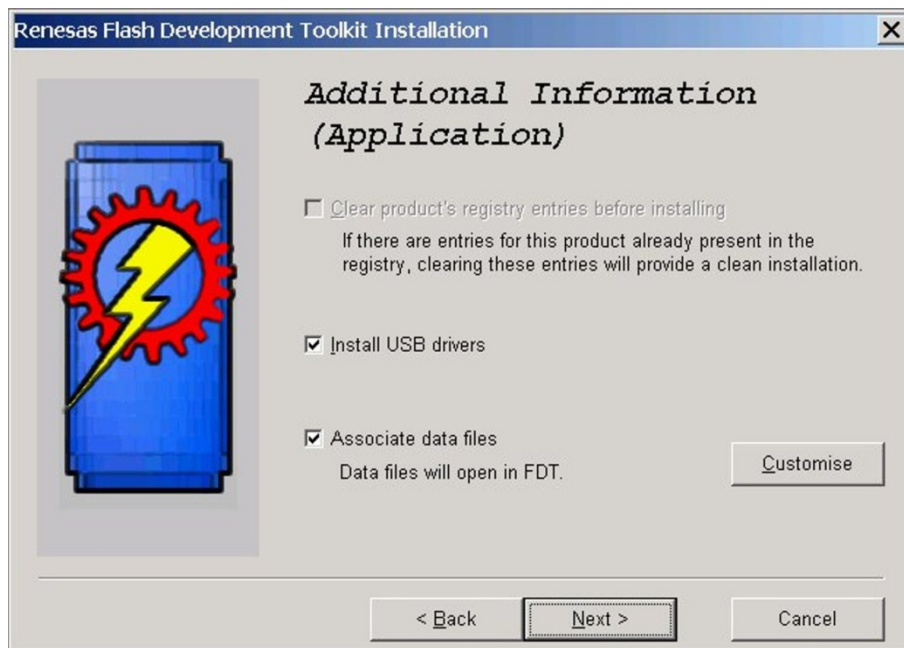 Renesas Flash Development Toolkit Installation
Additional Information
(Application)
Clear product's registry entries before installing
If there are entries for this product already present in the
registry, clearing these entries will provide a clean installation.
Install USB drivers
Associate data files
Data files will open in FDT.
Customise
< Back
Next >
Cancel